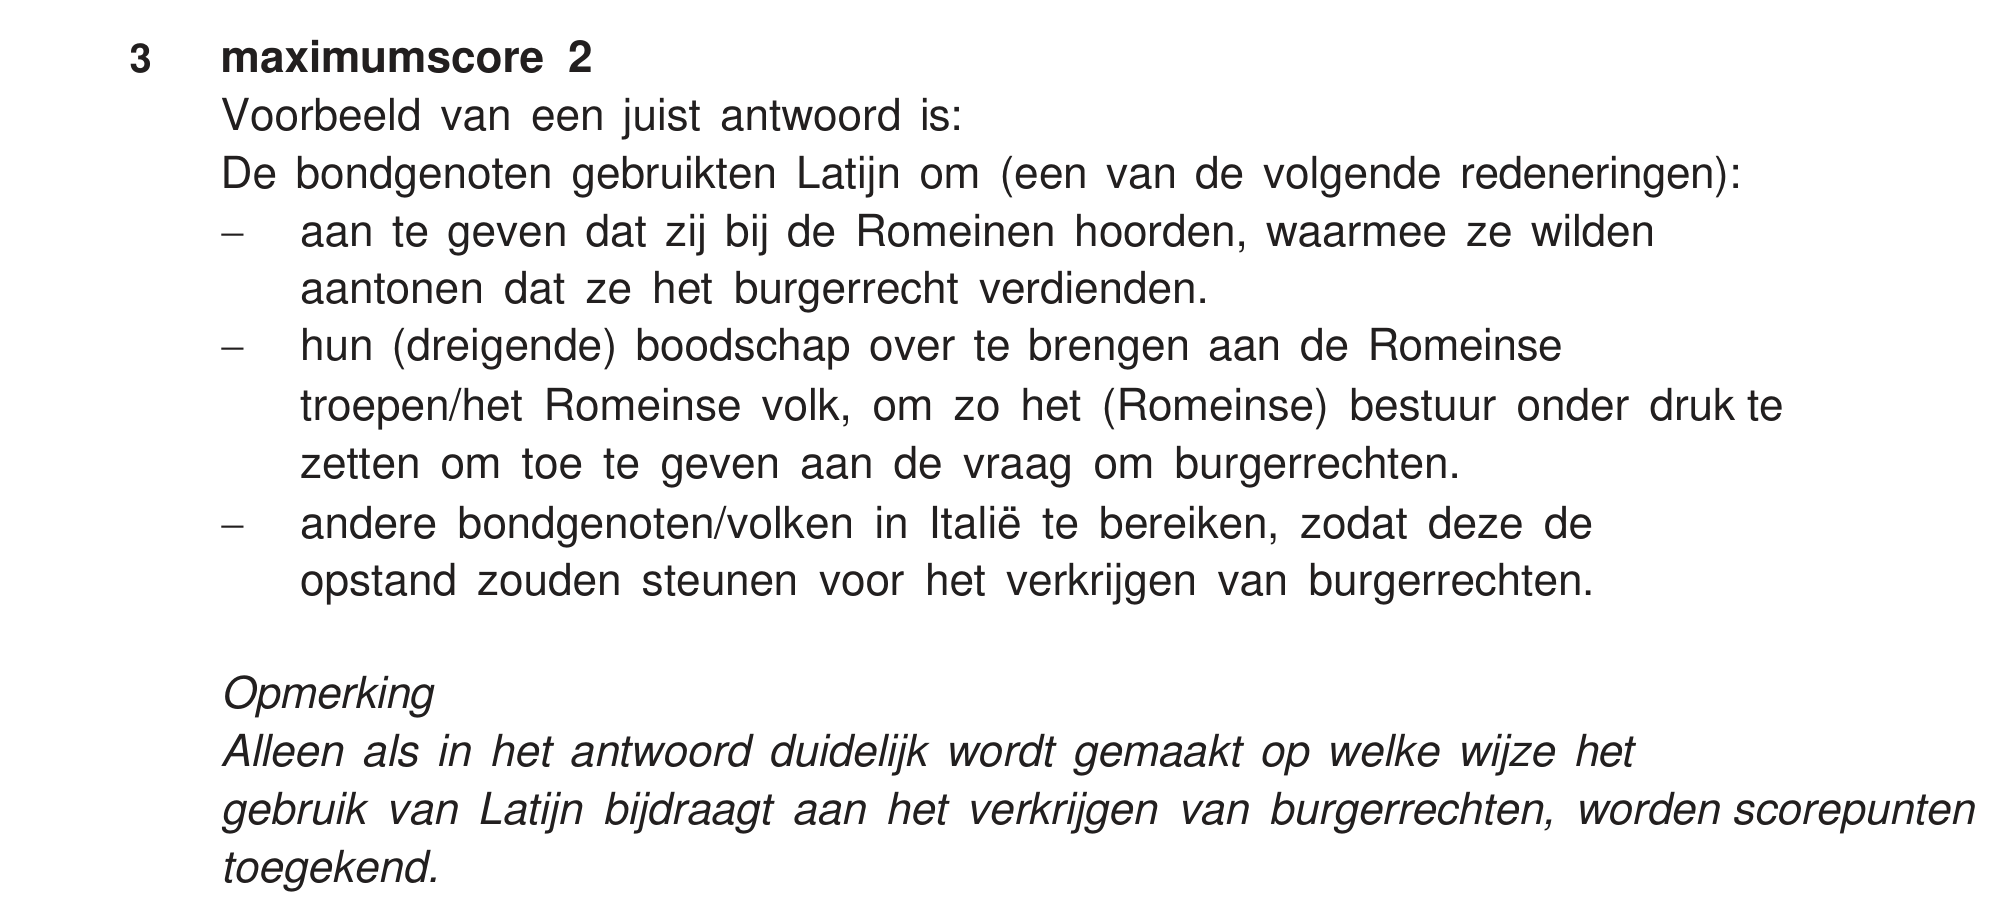 3 maximumscore 2
Voorbeeld van een juist antwoord is:
De bondgenoten gebruikten Latijn om (een van de volgende redeneringen):
– aan te geven dat zij bij de Romeinen hoorden, waarmee ze wilden
aantonen dat ze het burgerrecht verdienden.
– hun (dreigende) boodschap over te brengen aan de Romeinse
troepen/het Romeinse volk, om zo het (Romeinse) bestuur onder druk te
zetten om toe te geven aan de vraag om burgerrechten.
– andere bondgenoten/volken in Italië te bereiken, zodat deze de
opstand zouden steunen voor het verkrijgen van burgerrechten.
Opmerking
Alleen als in het antwoord duidelijk wordt gemaakt op welke wijze het
gebruik van Latijn bijdraagt aan het verkrijgen van burgerrechten, worden scorepunten
toegekend.